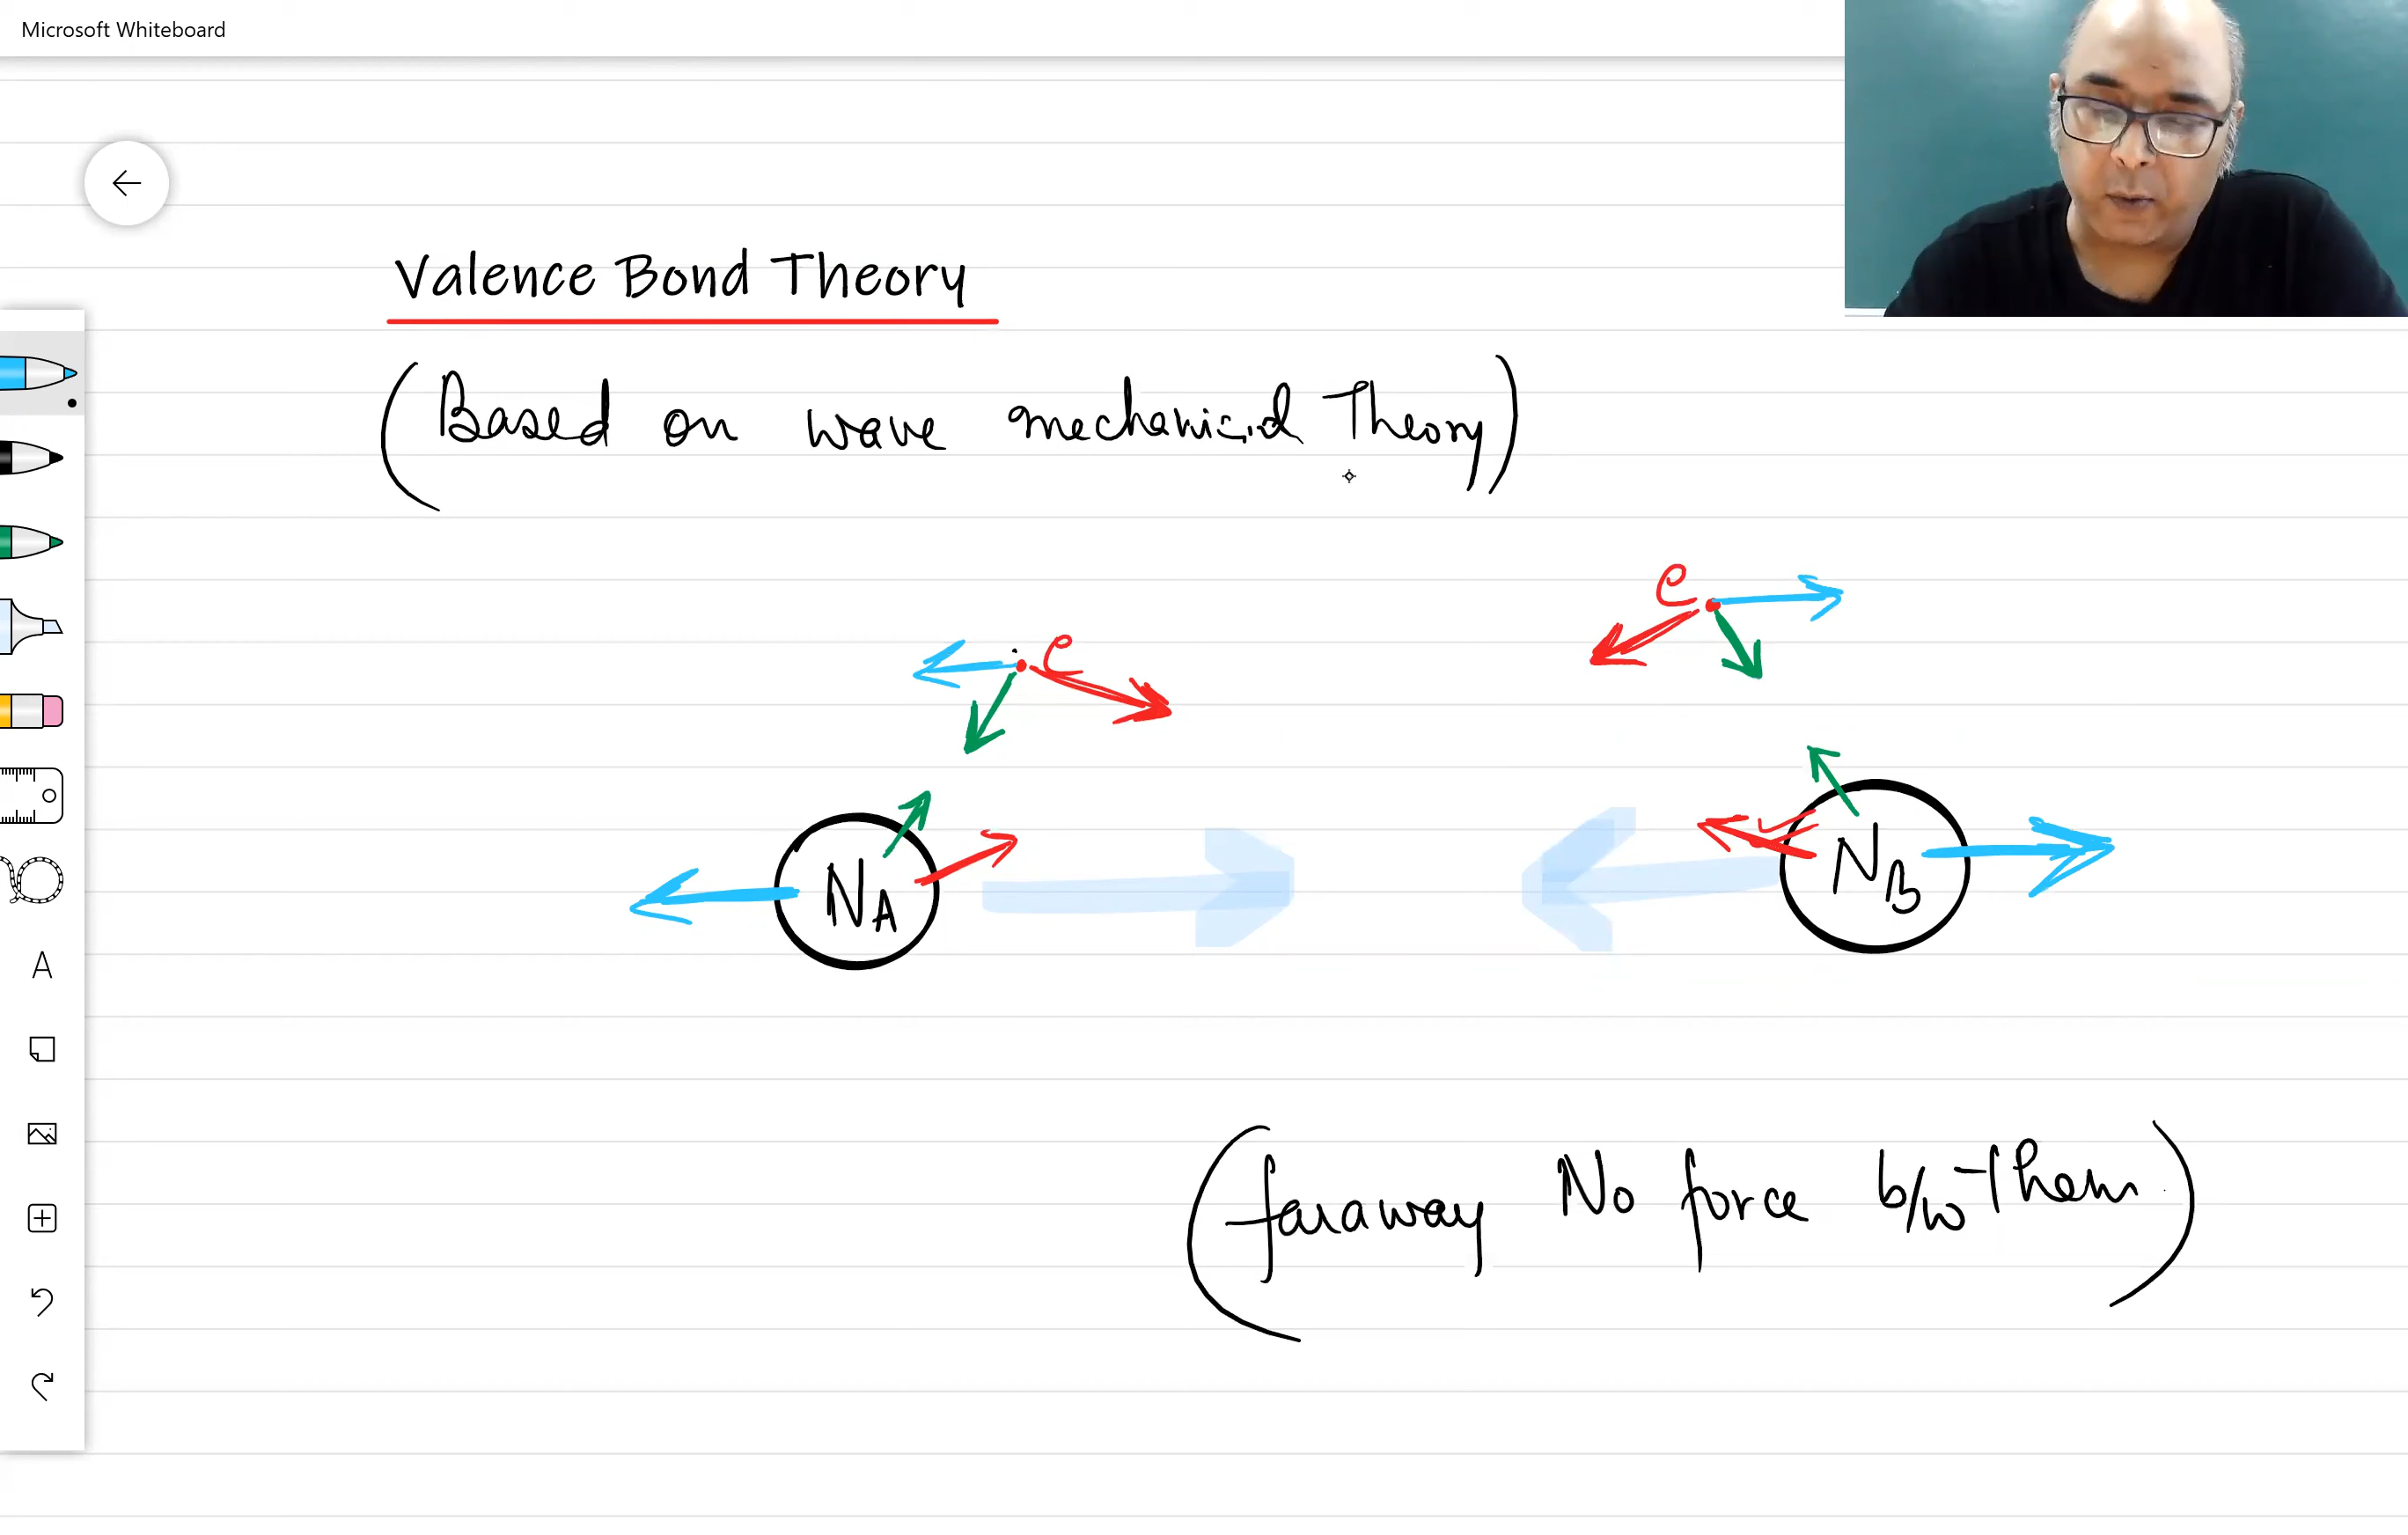 Microsoft Whiteboard
Valence Bond Theory
(Based on wave mechanical Theory)
e
e
NA
NB
(faraway No force b/w Them)
A